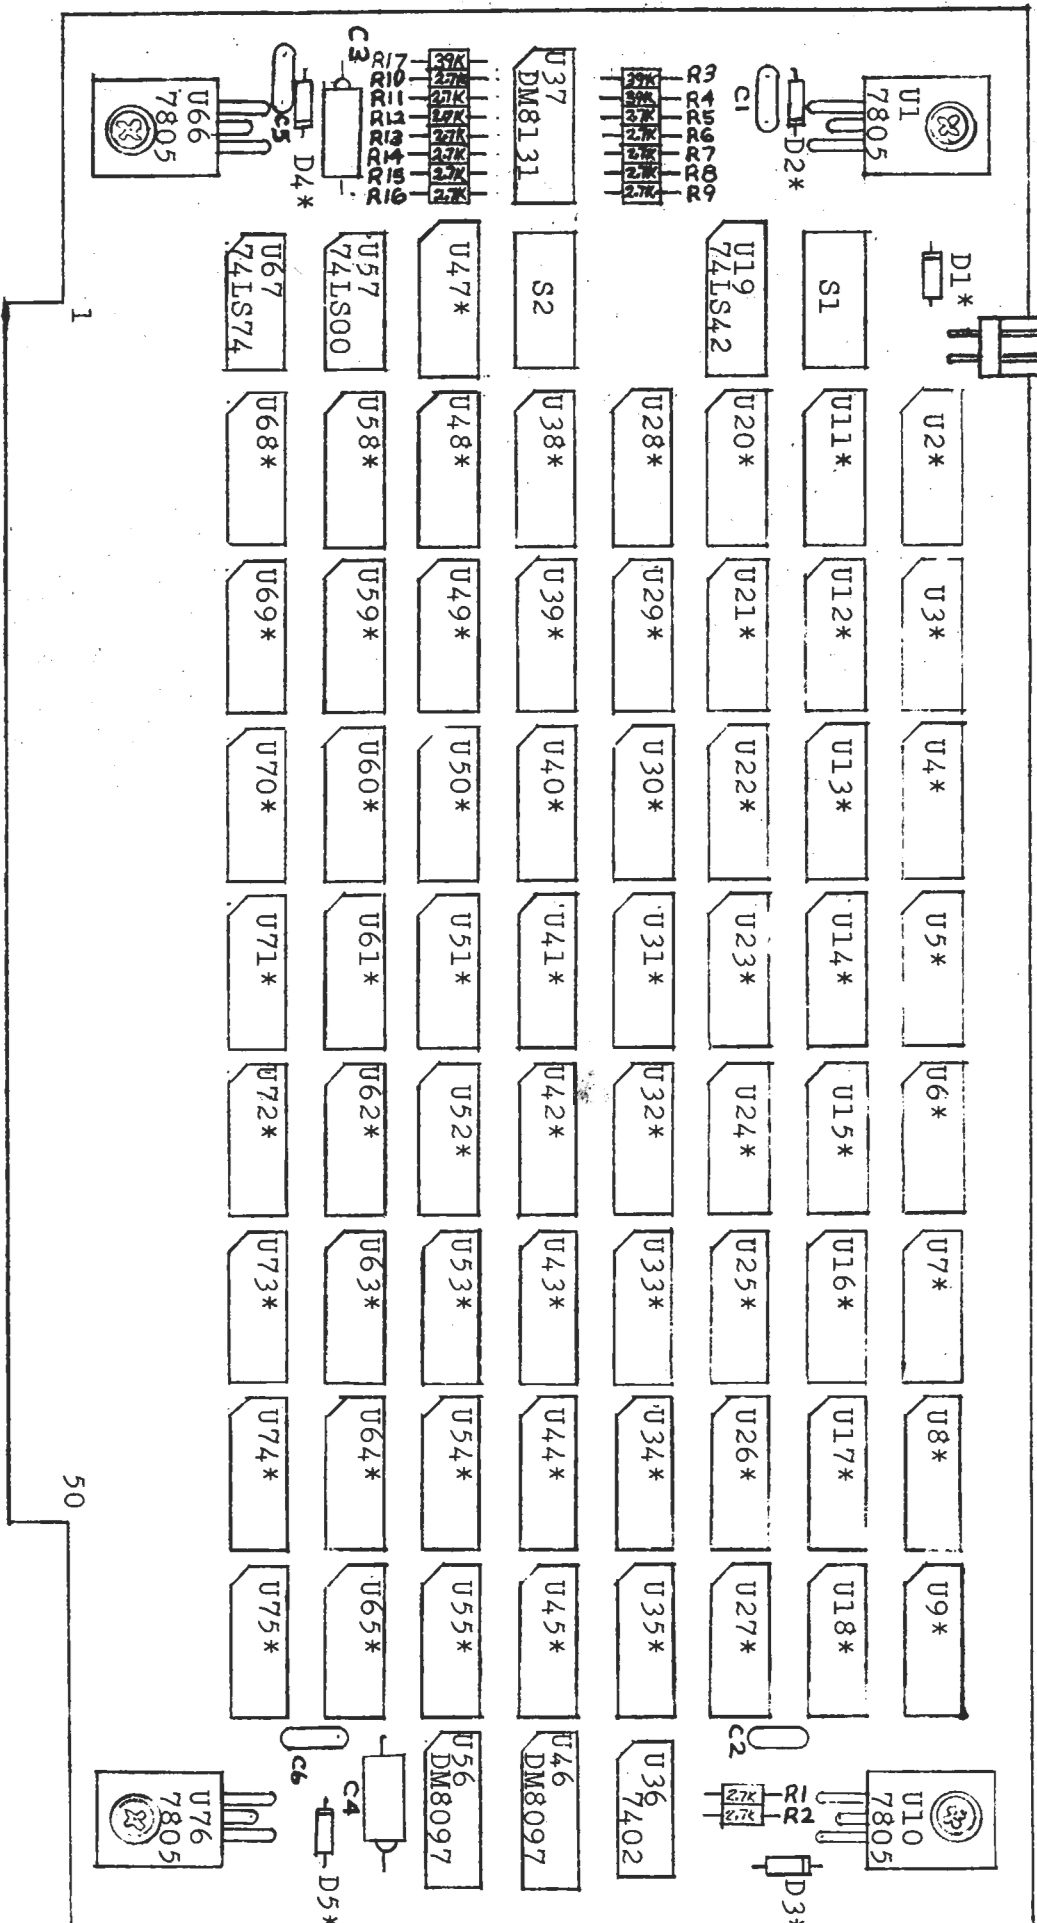 C3
R17 39K
R10 2.7K
R11 2.7K
R12 2.7K
R13 2.7K
R14 2.7K
R15 2.7K
R16 2.7K
U37
DM8131
39K R3
39K R4
2.7K R5
2.7K R6
2.7K R7
2.7K R8
2.7K R9
C1
D2*
U1
7805
U66
7805
C5
D4*
1
U67
74LS74
U57
74LS00
U47*
S2
U19
74LS42
S1
D1*
U68*
U58*
U48*
U38*
U28*
U20*
U11*
U2*
U69*
U59*
U49*
U39*
U29*
U21*
U12*
U3*
U70*
U60*
U50*
U40*
U30*
U22*
U13*
U4*
U71*
U61*
U51*
U41*
U31*
U23*
U14*
U5*
U72*
U62*
U52*
U42*
U32*
U24*
U15*
U6*
U73*
U63*
U53*
U43*
U33*
U25*
U16*
U7*
50
U74*
U64*
U54*
U44*
U34*
U26*
U17*
U8*
U75*
U65*
U55*
U45*
U35*
U27*
U18*
U9*
U76
7805
C6
D5*
C4
U56
DM8097
U46
DM8097
U36
7402
C2
2.7K R1
2.7K R2
U10
7805
D3*